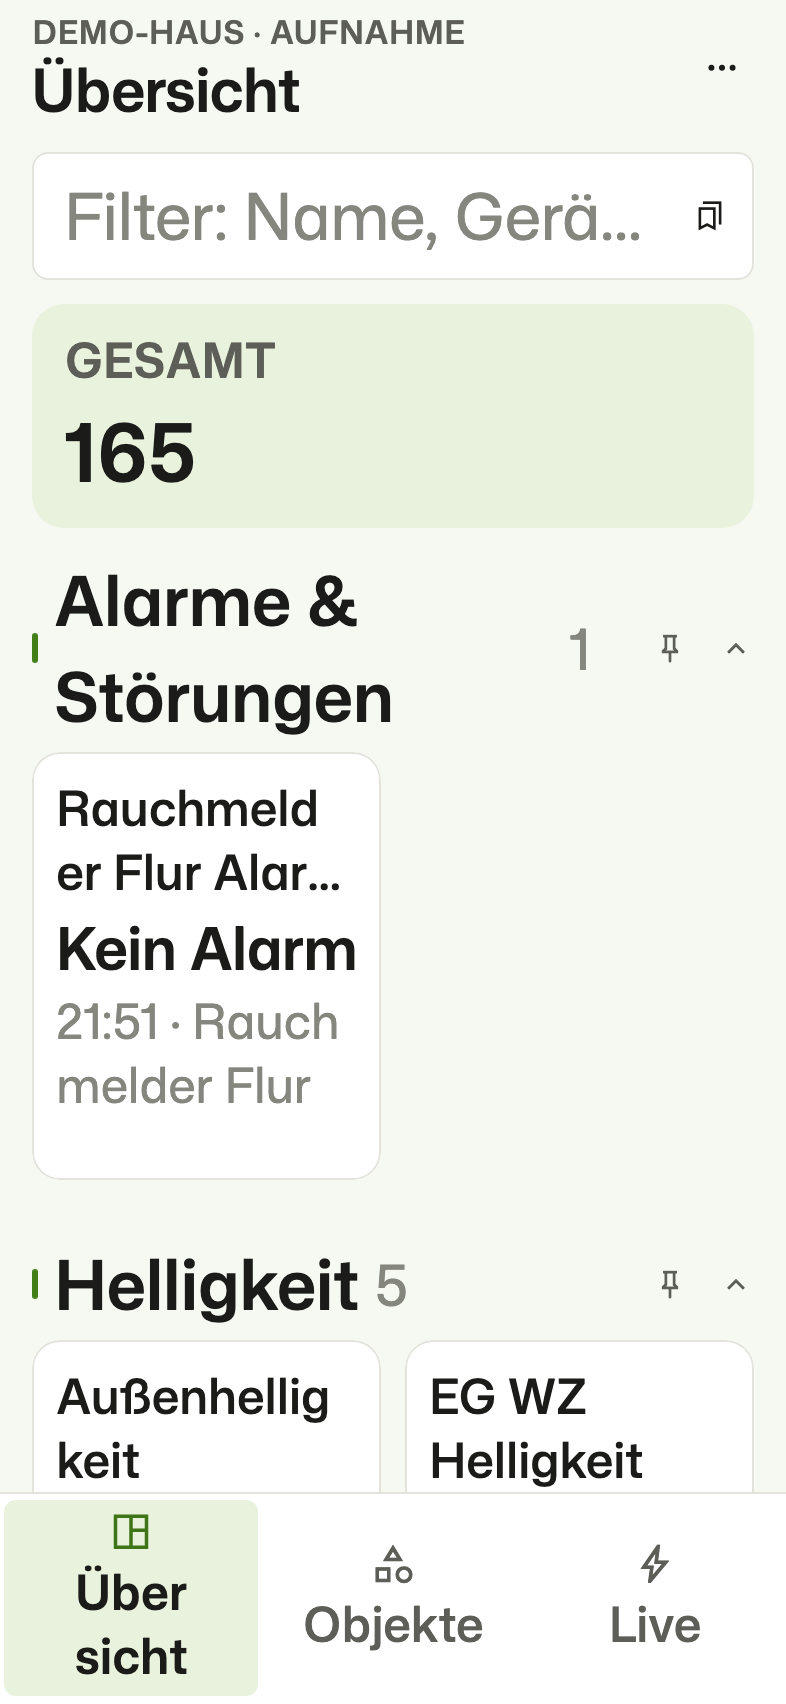 DEMO-HAUS · AUFNAHME
Übersicht
Filter: Name, Gerä...
GESAMT
165
Alarme &
Störungen
1
Rauchmeld
er Flur Alar...
Kein Alarm
21:51 · Rauch
melder Flur
Helligkeit 5
Außenhellig
keit
EG WZ
Helligkeit
Über
sicht
Objekte
Live